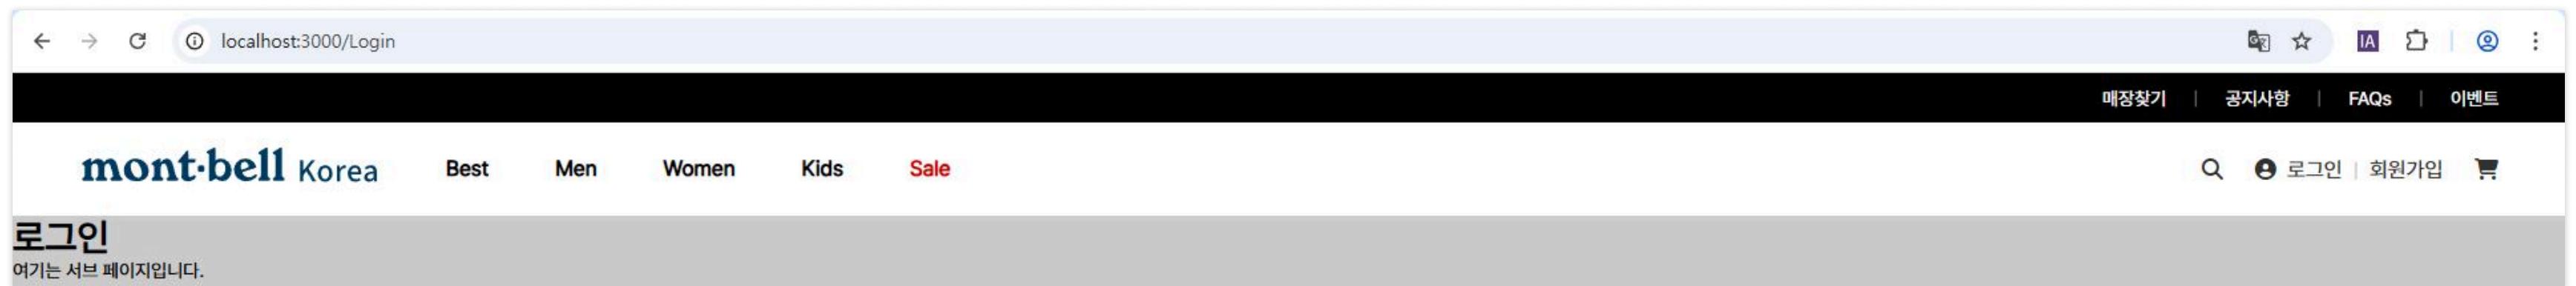 localhost:3000/Login
IA
매장찾기 | 공지사항 | FAQs | 이벤트
mont·bell Korea Best Men Women Kids Sale 로그인 | 회원가입
로그인
여기는 서브 페이지입니다.